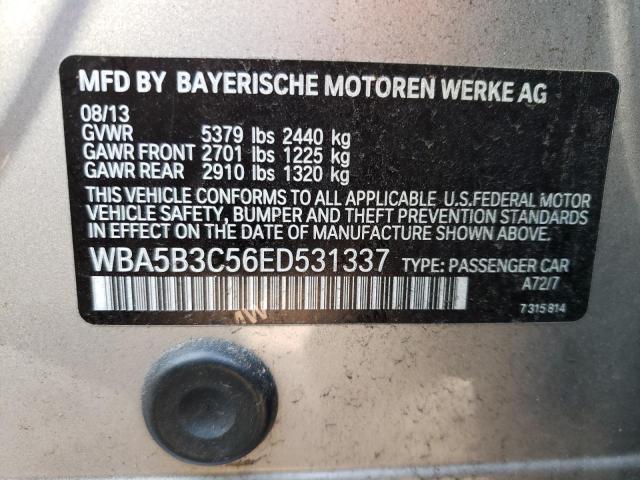 MFD BY BAYERISCHE MOTOREN WERKE AG
08/13
GVWR 5379 lbs 2440 kg
GAWR FRONT 2701 lbs 1225 kg
GAWR REAR 2910 lbs 1320 kg
THIS VEHICLE CONFORMS TO ALL APPLICABLE U.S.FEDERAL MOTOR
VEHICLE SAFETY, BUMPER AND THEFT PREVENTION STANDARDS
IN EFFECT ON THE DATE OF MANUFACTURE SHOWN ABOVE.
WBA5B3C56ED531337 TYPE: PASSENGER CAR
A72/7
7 315 814